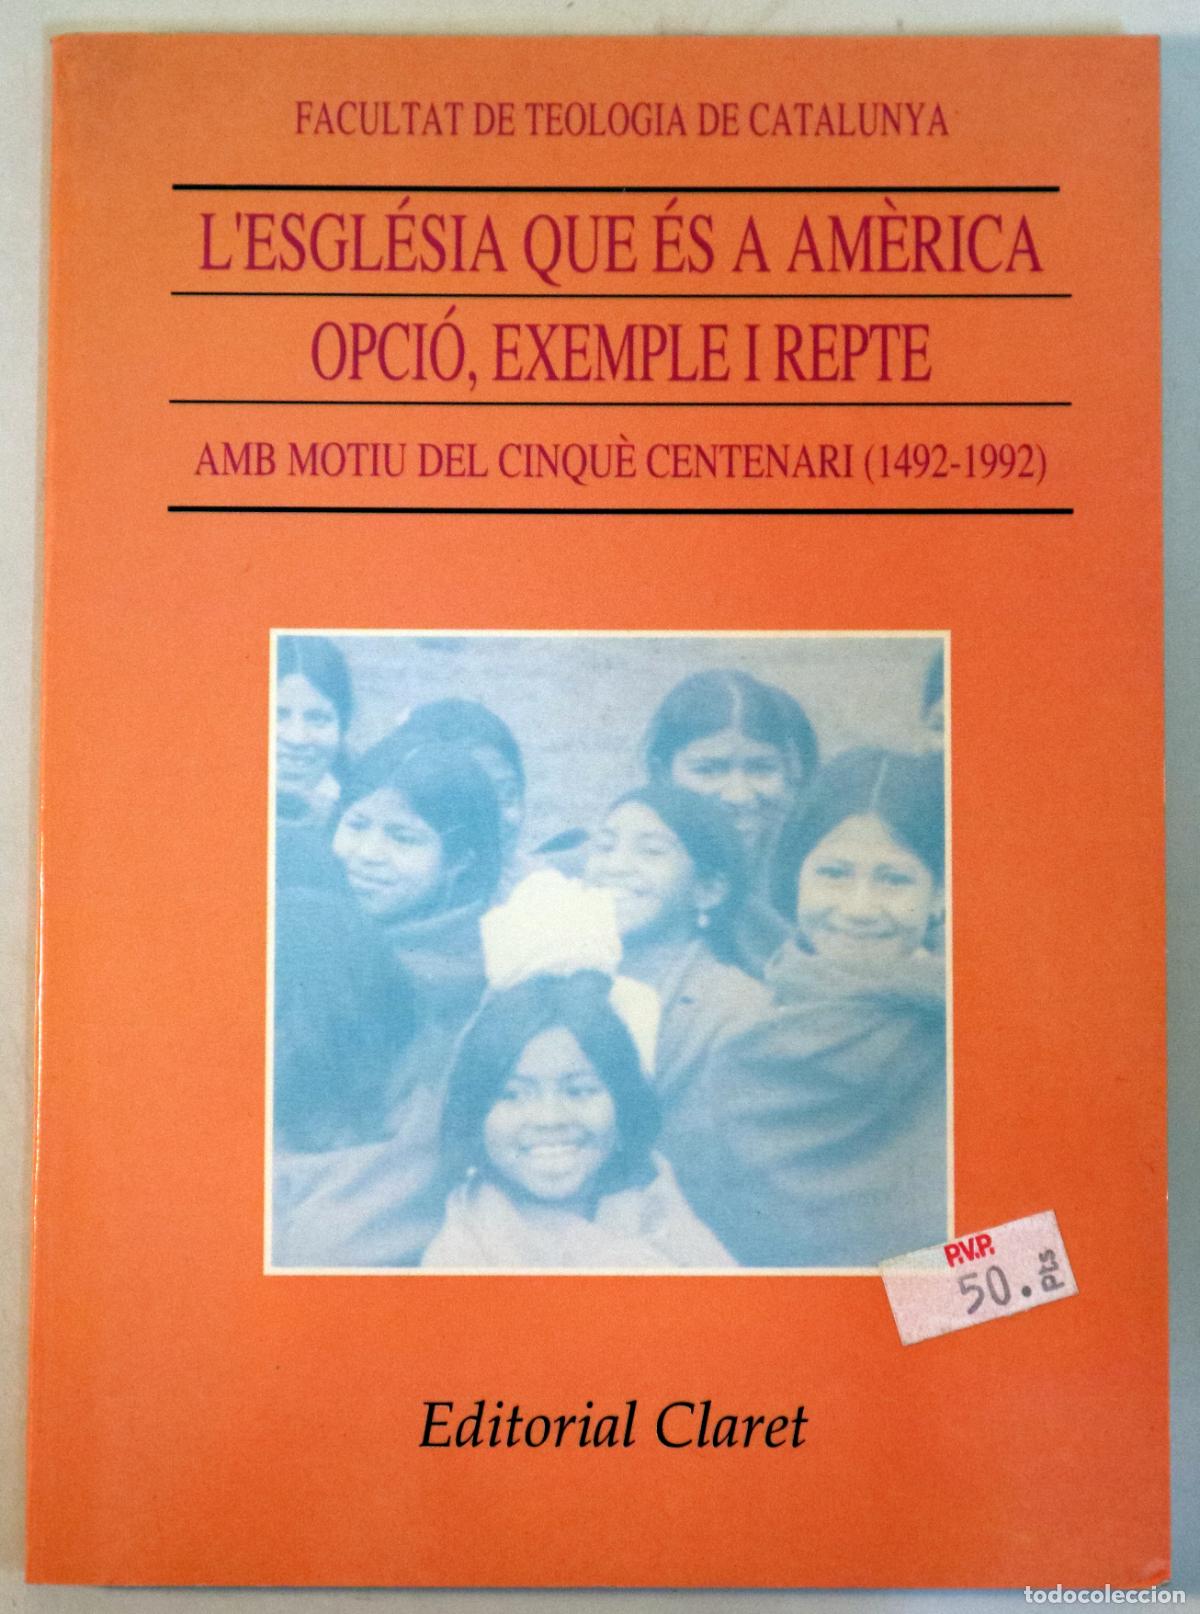 FACULTAT DE TEOLOGIA DE CATALUNYA
L'ESGLÉSIA QUE ÉS A AMÈRICA
OPCIÓ, EXEMPLE I REPTE
AMB MOTIU DEL CINQUÈ CENTENARI (1492-1992)
P.V.P.
50. Pts
Editorial Claret
todocoleccion